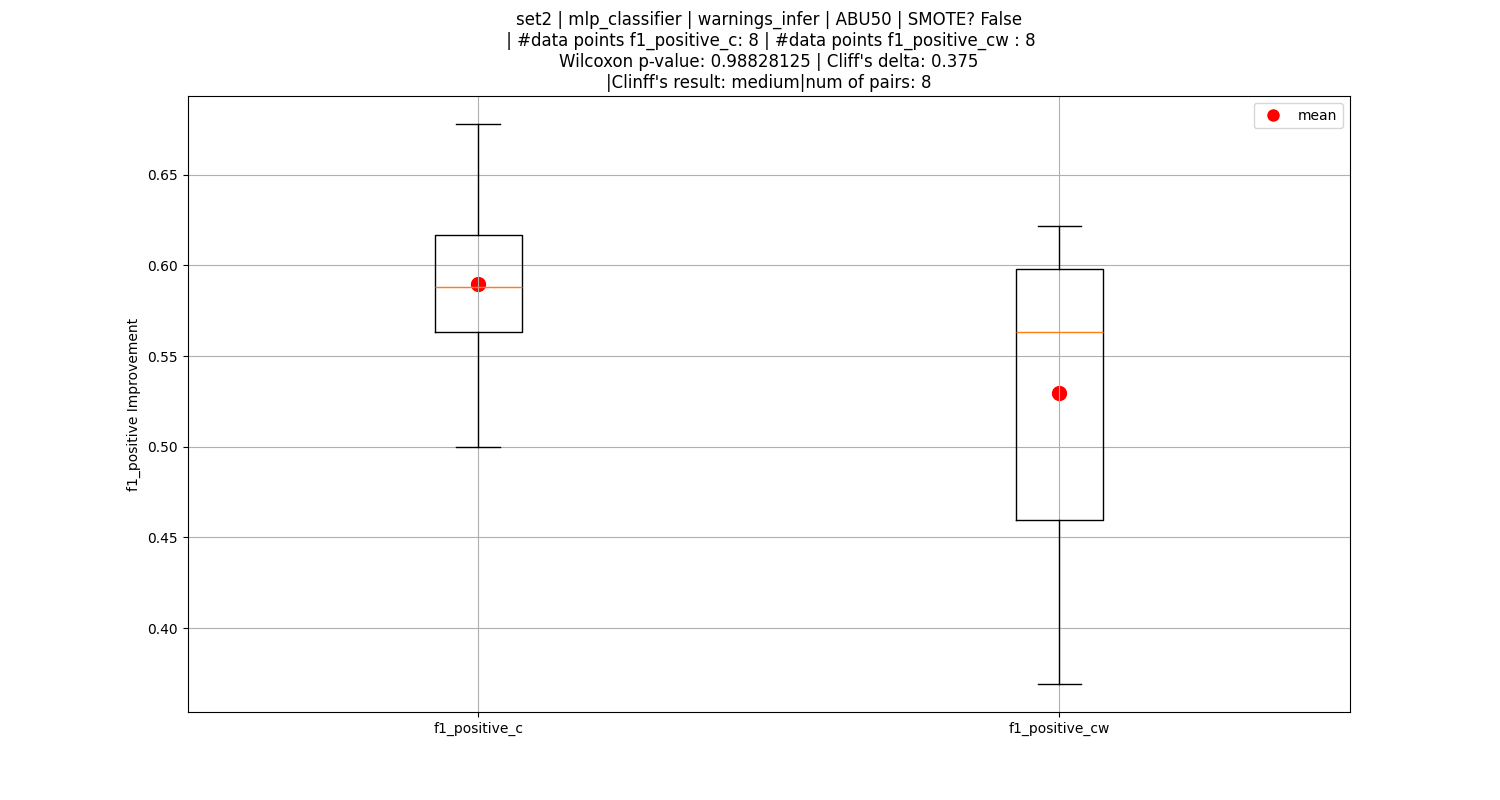 set2 | mlp_classifier | warnings_infer | ABU50 | SMOTE? False
| #data points f1_positive_c: 8 | #data points f1_positive_cw : 8
Wilcoxon p-value: 0.98828125 | Cliff's delta: 0.375
|Clinff's result: medium|num of pairs: 8
mean
0.65
0.60
0.55
0.50
0.45
0.40
f1_positive Improvement
f1_positive_c
f1_positive_cw